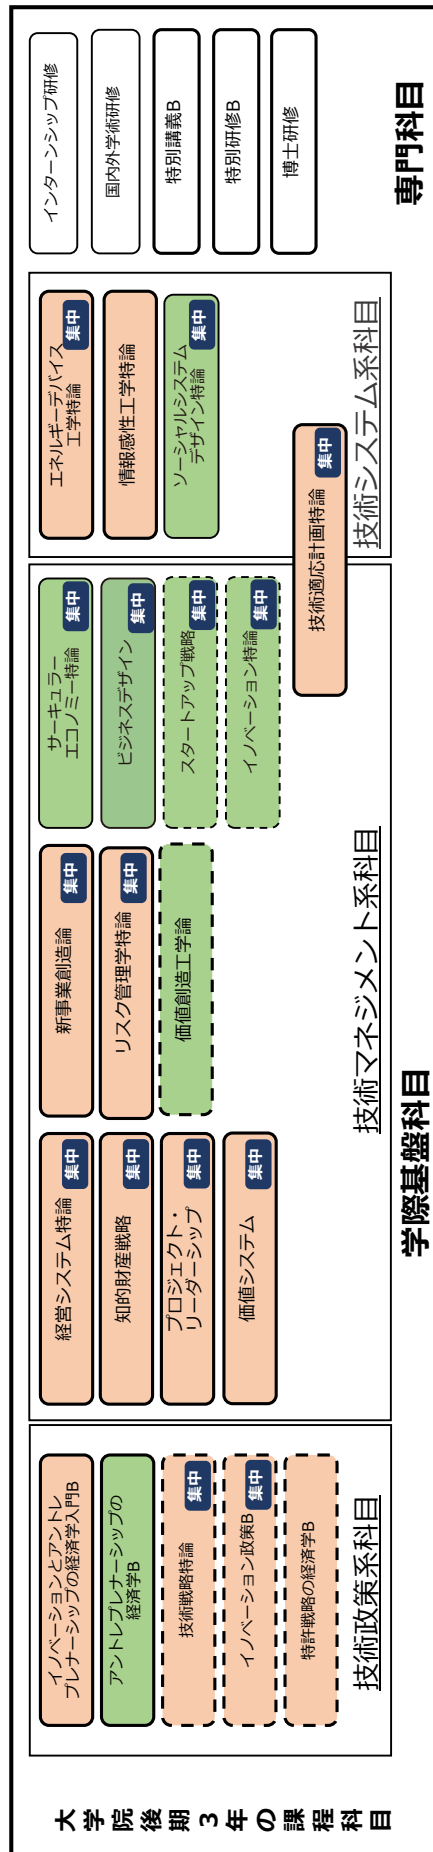 大学院後期3年の課程科目
イノベーションとアントレ
プレナーシップの経済学入門B
アントレプレナーシップの
経済学B
技術戦略特論
集中
イノベーション政策B
集中
特許戦略の経済学B
技術政策系科目
経営システム特論
集中
知的財産戦略
集中
プロジェクト・
リーダーシップ
集中
価値システム
集中
新事業創造論
集中
リスク管理学特論
集中
価値創造工学論
サーキュラー
エコノミー特論
集中
ビジネスデザイン
集中
スタートアップ戦略
集中
イノベーション特論
集中
技術マネジメント系科目
技術適応計画特論
集中
エネルギーデバイス
工学特論
集中
情報感性工学特論
ソーシャルシステム
デザイン特論
集中
技術システム系科目
学際基盤科目
インターンシップ研修
国内外学術研修
特別講義B
特別研修B
博士研修
専門科目